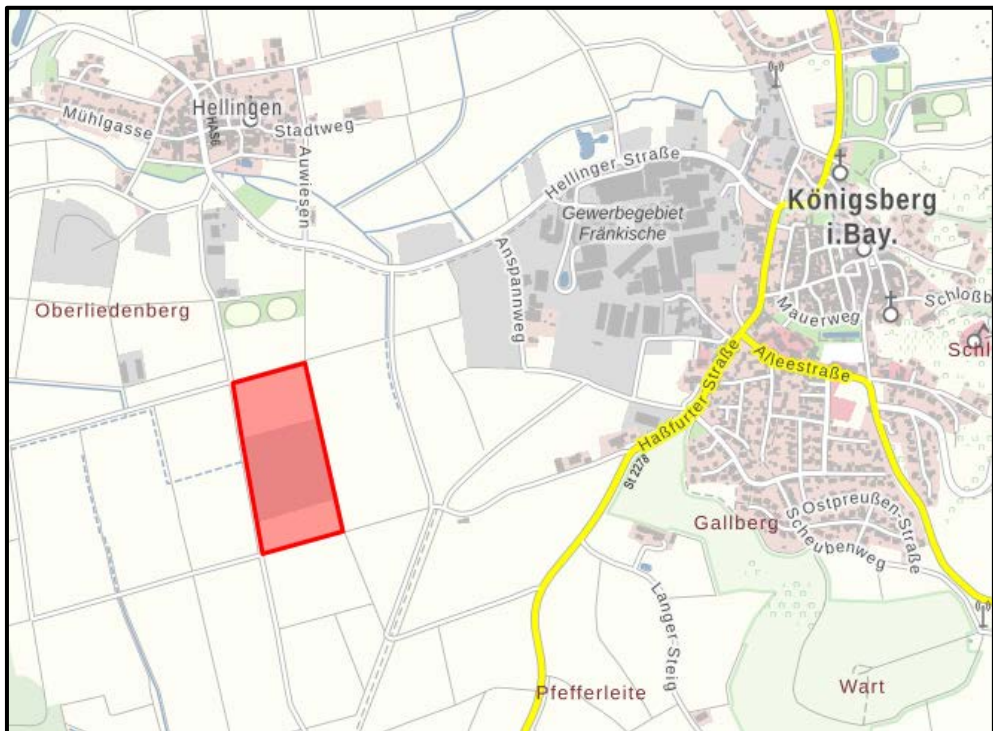 Hellingen
Mühlgasse
HAS6
Stadtweg
Auwiesen
Hellinger Straße
Gewerbegebiet
Fränkische
Anspannweg
Königsberg
i.Bay.
Oberliedenberg
Mauerweg
Schloßb
Schl
Alleestraße
Haßfurter Straße
St 2278
Gallberg
Ostpreußen-Straße
Scheubenweg
Langer-Steig
Pfefferleite
Wart